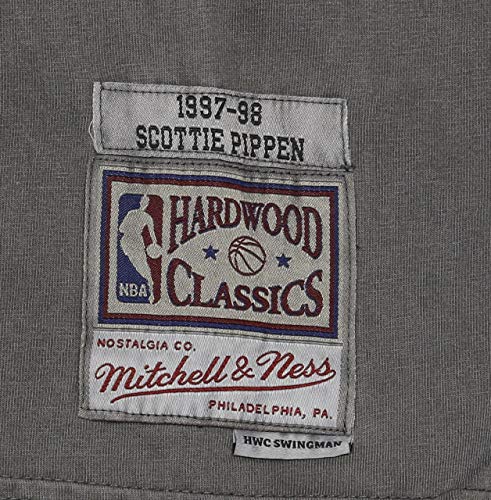 1997-98
SCOTTIE PIPPEN
HARDWOOD
NBA
CLASSICS
NOSTALGIA CO.
Mitchell & Ness
PHILADELPHIA, PA.
HWC SWINGMAN